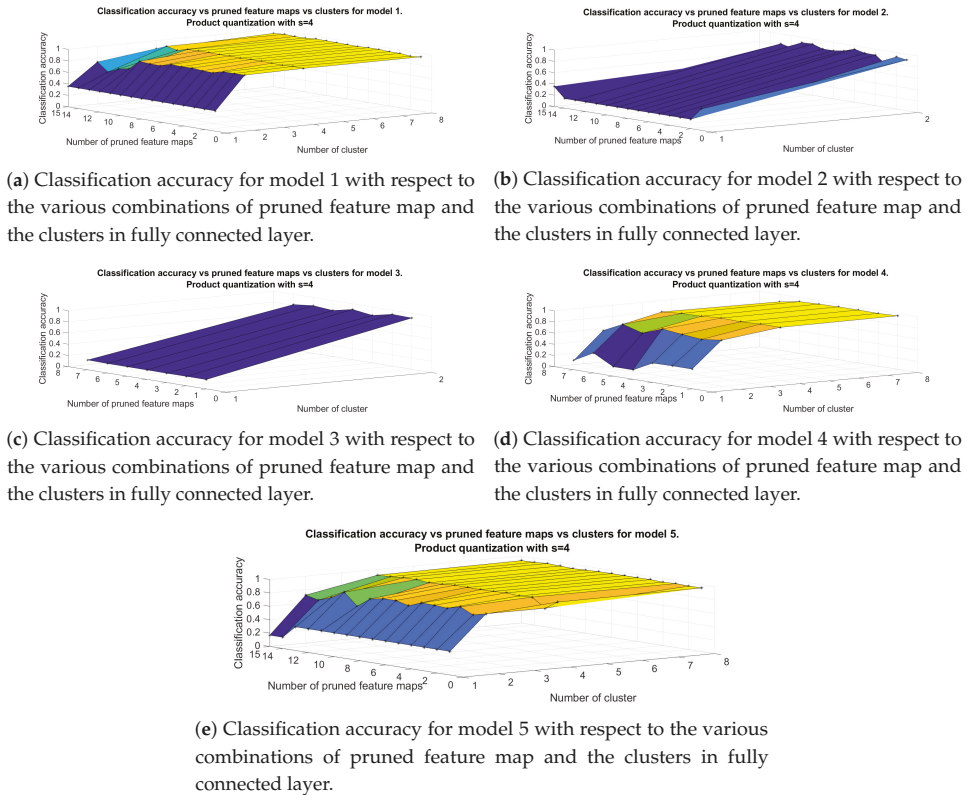 Classification accuracy vs pruned feature maps vs clusters for model 1.
Product quantization with s=4
Classification accuracy
1
0.8
0.6
0.4
0.2
0
15 14 12 10 8 6 4 2 0
Number of pruned feature maps
1 2 3 4 5 6 7 8
Number of cluster
(a) Classification accuracy for model 1 with respect to
the various combinations of pruned feature map and
the clusters in fully connected layer.
Classification accuracy vs pruned feature maps vs clusters for model 2.
Product quantization with s=4
Classification accuracy
1
0.8
0.6
0.4
0.2
0
15 14 12 10 8 6 4 2 0
Number of pruned feature maps
1 2
Number of cluster
(b) Classification accuracy for model 2 with respect to
the various combinations of pruned feature map and
the clusters in fully connected layer.
Classification accuracy vs pruned feature maps vs clusters for model 3.
Product quantization with s=4
Classification accuracy
1
0.8
0.6
0.4
0.2
0
8 7 6 5 4 3 2 1 0
Number of pruned feature maps
1 2
Number of cluster
(c) Classification accuracy for model 3 with respect to
the various combinations of pruned feature map and
the clusters in fully connected layer.
Classification accuracy vs pruned feature maps vs clusters for model 4.
Product quantization with s=4
Classification accuracy
1
0.8
0.6
0.4
0.2
0
8 7 6 5 4 3 2 1 0
Number of pruned feature maps
1 2 3 4 5 6 7 8
Number of cluster
(d) Classification accuracy for model 4 with respect to
the various combinations of pruned feature map and
the clusters in fully connected layer.
Classification accuracy vs pruned feature maps vs clusters for model 5.
Product quantization with s=4
Classification accuracy
1
0.8
0.6
0.4
0.2
0
15 14 12 10 8 6 4 2 0
Number of pruned feature maps
1 2 3 4 5 6 7 8
Number of cluster
(e) Classification accuracy for model 5 with respect to the various
combinations of pruned feature map and the clusters in fully
connected layer.